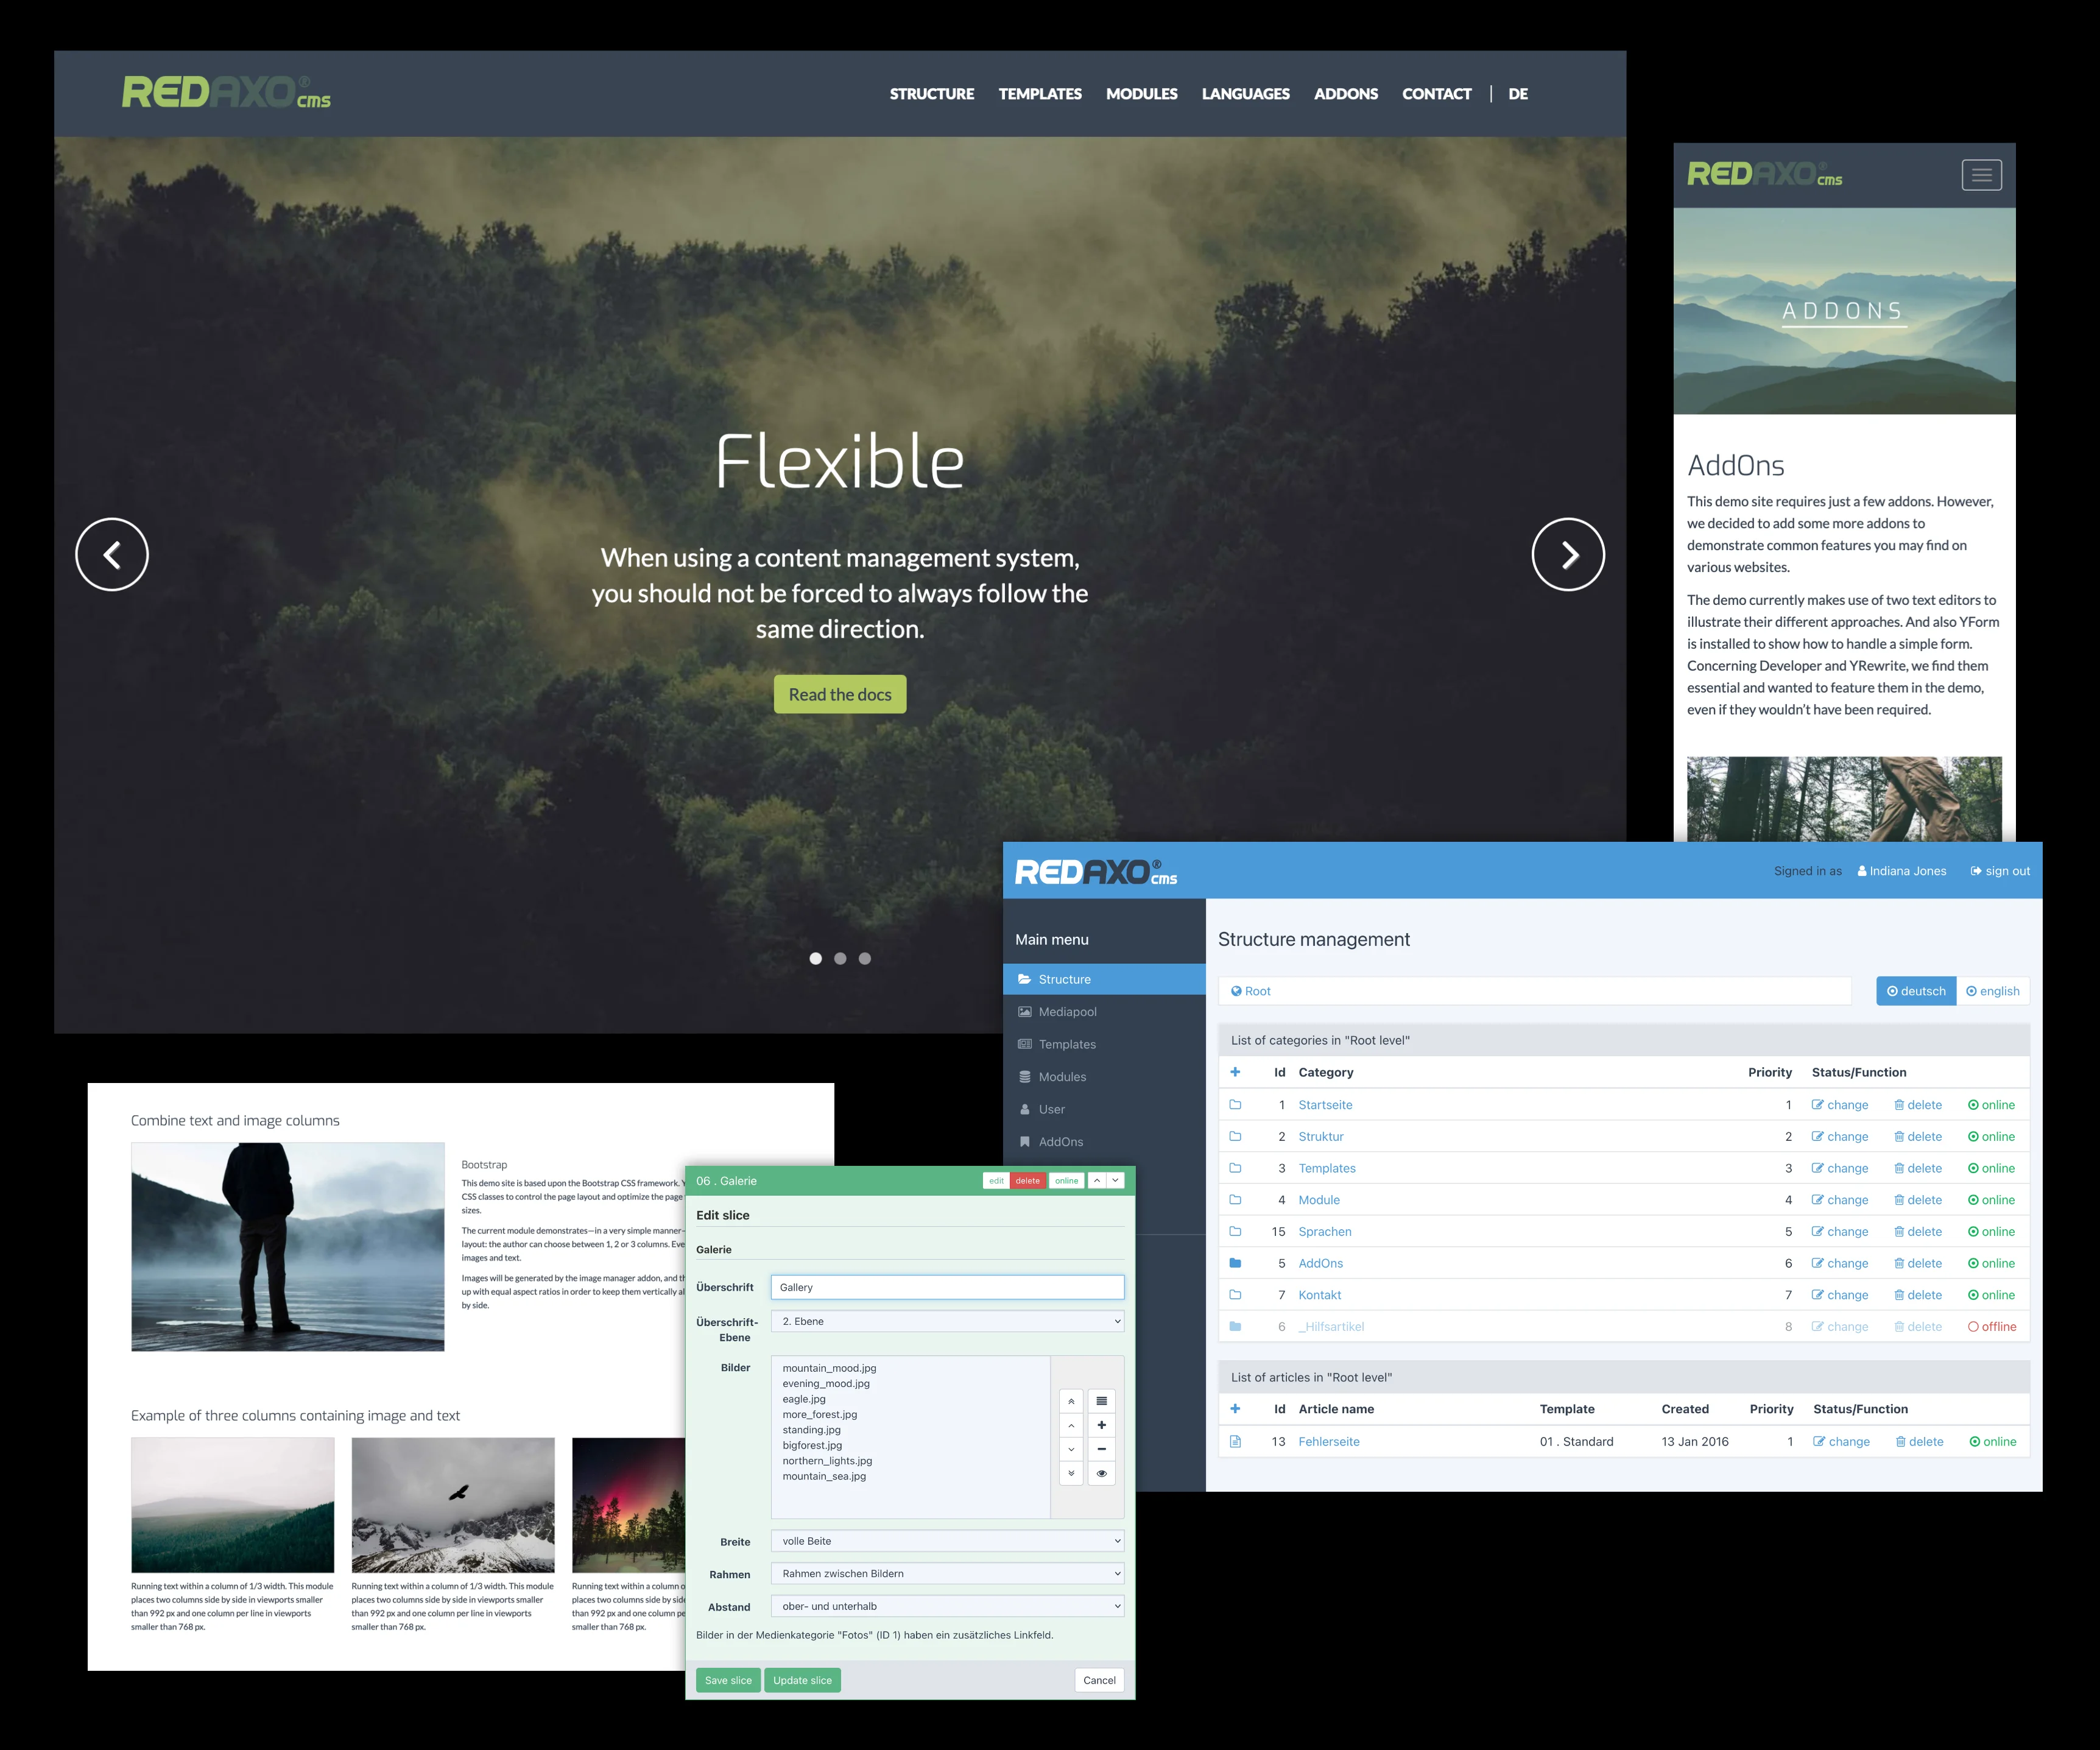 REDAXO® cms
STRUCTURE TEMPLATES MODULES LANGUAGES ADDONS CONTACT | DE
Flexible
When using a content management system,
you should not be forced to always follow the
same direction.
Read the docs
REDAXO® cms
ADDONS
AddOns
This demo site requires just a few addons. However,
we decided to add some more addons to
demonstrate common features you may find on
various websites.
The demo currently makes use of two text editors to
illustrate their different approaches. And also YForm
is installed to show how to handle a simple form.
Concerning Developer and YRewrite, we find them
essential and wanted to feature them in the demo,
even if they wouldn't have been required.
REDAXO® cms
Signed in as Indiana Jones sign out
Main menu
Structure
Mediapool
Templates
Modules
User
AddOns
Structure management
Root
deutsch english
List of categories in "Root level"
+ Id Category Priority Status/Function
1 Startseite 1 change delete online
2 Struktur 2 change delete online
3 Templates 3 change delete online
4 Module 4 change delete online
15 Sprachen 5 change delete online
5 AddOns 6 change delete online
7 Kontakt 7 change delete online
6 _Hilfsartikel 8 change delete offline
List of articles in "Root level"
+ Id Article name Template Created Priority Status/Function
13 Fehlerseite 01 . Standard 13 Jan 2016 1 change delete online
Combine text and image columns
Bootstrap
This demo site is based upon the Bootstrap CSS framework.
CSS classes to control the page layout and optimize the page
sizes.
The current module demonstrates—in a very simple manner–
layout: the author can choose between 1, 2 or 3 columns.
images and text.
Images will be generated by the image manager addon, and
up with equal aspect ratios in order to keep them vertically
by side.
Example of three columns containing image and text
Running text within a column of 1/3 width. This module
places two columns side by side in viewports smaller
than 992 px and one column per line in viewports
smaller than 768 px.
Running text within a column of 1/3 width. This module
places two columns side by side in viewports smaller
than 992 px and one column per line in viewports
smaller than 768 px.
Running text within a column
places two columns side by
than 992 px and one column
smaller than 768 px.
06 . Galerie
edit delete online
Edit slice
Galerie
Überschrift Gallery
Überschrift-
Ebene
2. Ebene
Bilder
mountain_mood.jpg
evening_mood.jpg
eagle.jpg
more_forest.jpg
standing.jpg
bigforest.jpg
northern_lights.jpg
mountain_sea.jpg
Breite volle Beite
Rahmen Rahmen zwischen Bildern
Abstand ober- und unterhalb
Bilder in der Medienkategorie "Fotos" (ID 1) haben ein zusätzliches Linkfeld.
Save slice Update slice Cancel